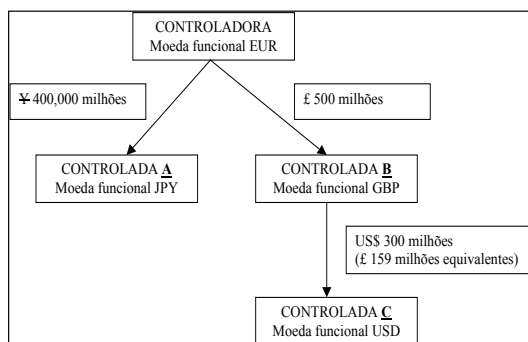 CONTROLADORA
Moeda funcional EUR
¥ 400,000 milhões
£ 500 milhões
CONTROLADA A
Moeda funcional JPY
CONTROLADA B
Moeda funcional GBP
US$ 300 milhões
(£ 159 milhões equivalentes)
CONTROLADA C
Moeda funcional USD